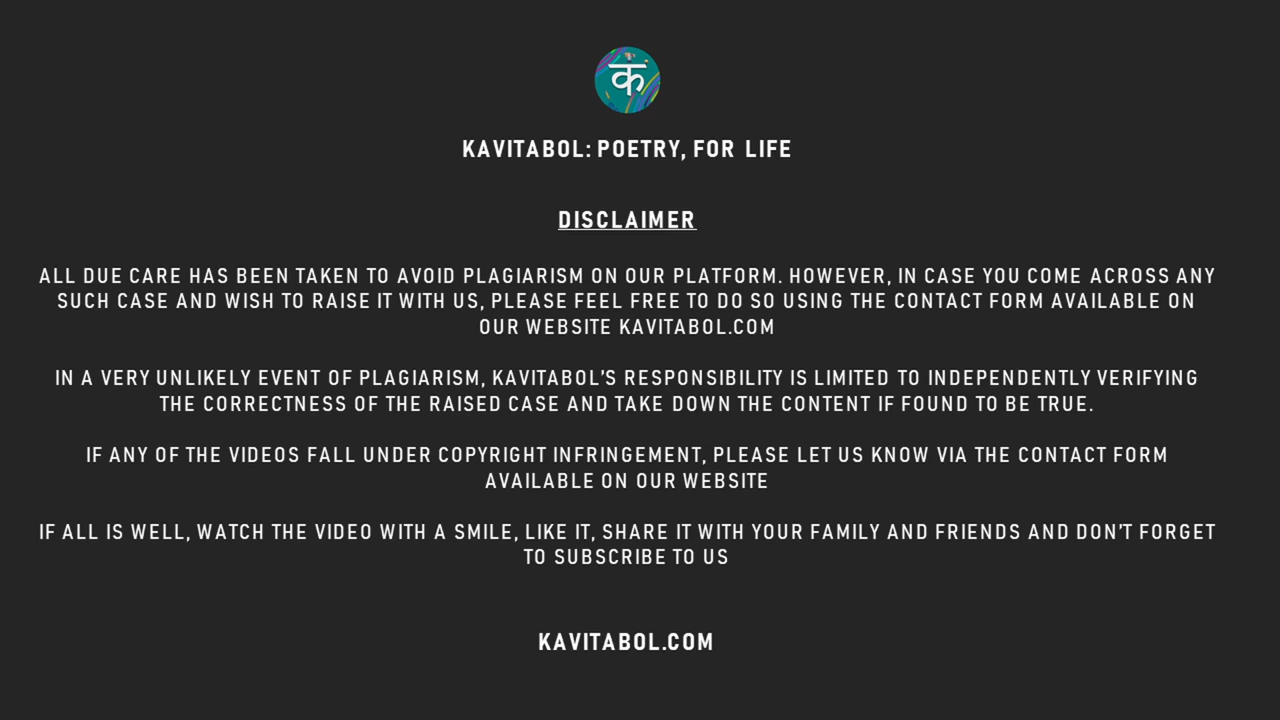 क
KAVITABOL: POETRY, FOR LIFE
DISCLAIMER
ALL DUE CARE HAS BEEN TAKEN TO AVOID PLAGIARISM ON OUR PLATFORM. HOWEVER, IN CASE YOU COME ACROSS ANY
SUCH CASE AND WISH TO RAISE IT WITH US, PLEASE FEEL FREE TO DO SO USING THE CONTACT FORM AVAILABLE ON
OUR WEBSITE KAVITABOL.COM
IN A VERY UNLIKELY EVENT OF PLAGIARISM, KAVITABOL’S RESPONSIBILITY IS LIMITED TO INDEPENDENTLY VERIFYING
THE CORRECTNESS OF THE RAISED CASE AND TAKE DOWN THE CONTENT IF FOUND TO BE TRUE.
IF ANY OF THE VIDEOS FALL UNDER COPYRIGHT INFRINGEMENT, PLEASE LET US KNOW VIA THE CONTACT FORM
AVAILABLE ON OUR WEBSITE
IF ALL IS WELL, WATCH THE VIDEO WITH A SMILE, LIKE IT, SHARE IT WITH YOUR FAMILY AND FRIENDS AND DON’T FORGET
TO SUBSCRIBE TO US
KAVITABOL.COM